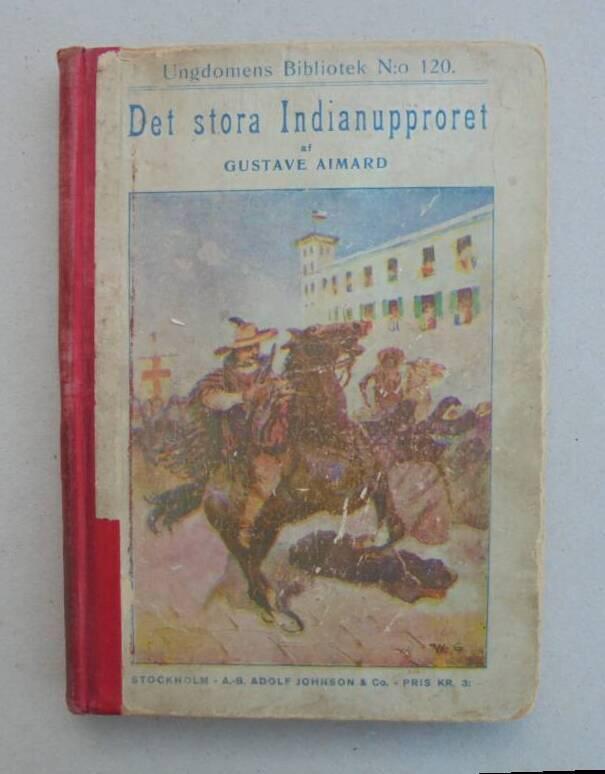 Ungdomens Bibliotek N:o 120.
Det stora Indianupproret
af
GUSTAVE AIMARD
W. G.
STOCKHOLM - A.-B. ADOLF JOHNSON & Co. - PRIS KR. 3: -